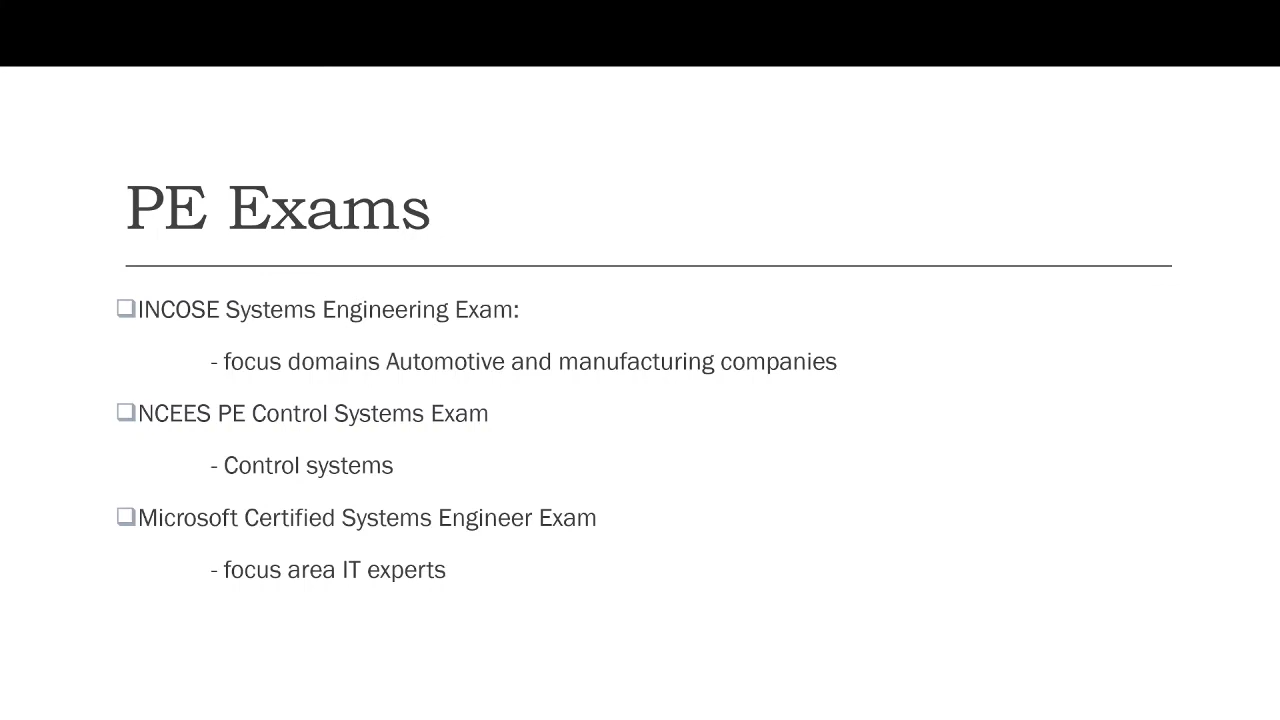 PE Exams
INCOSE Systems Engineering Exam:
- focus domains Automotive and manufacturing companies
NCEES PE Control Systems Exam
- Control systems
Microsoft Certified Systems Engineer Exam
- focus area IT experts